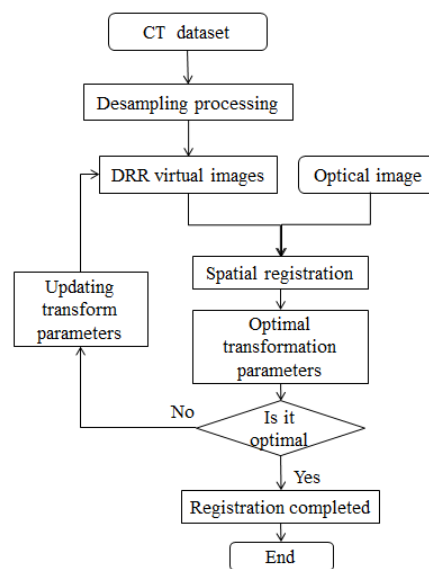 CT dataset
Desampling processing
DRR virtual images
Optical image
Spatial registration
Updating
transform
parameters
Optimal
transformation
parameters
No
Is it
optimal
Yes
Registration completed
End